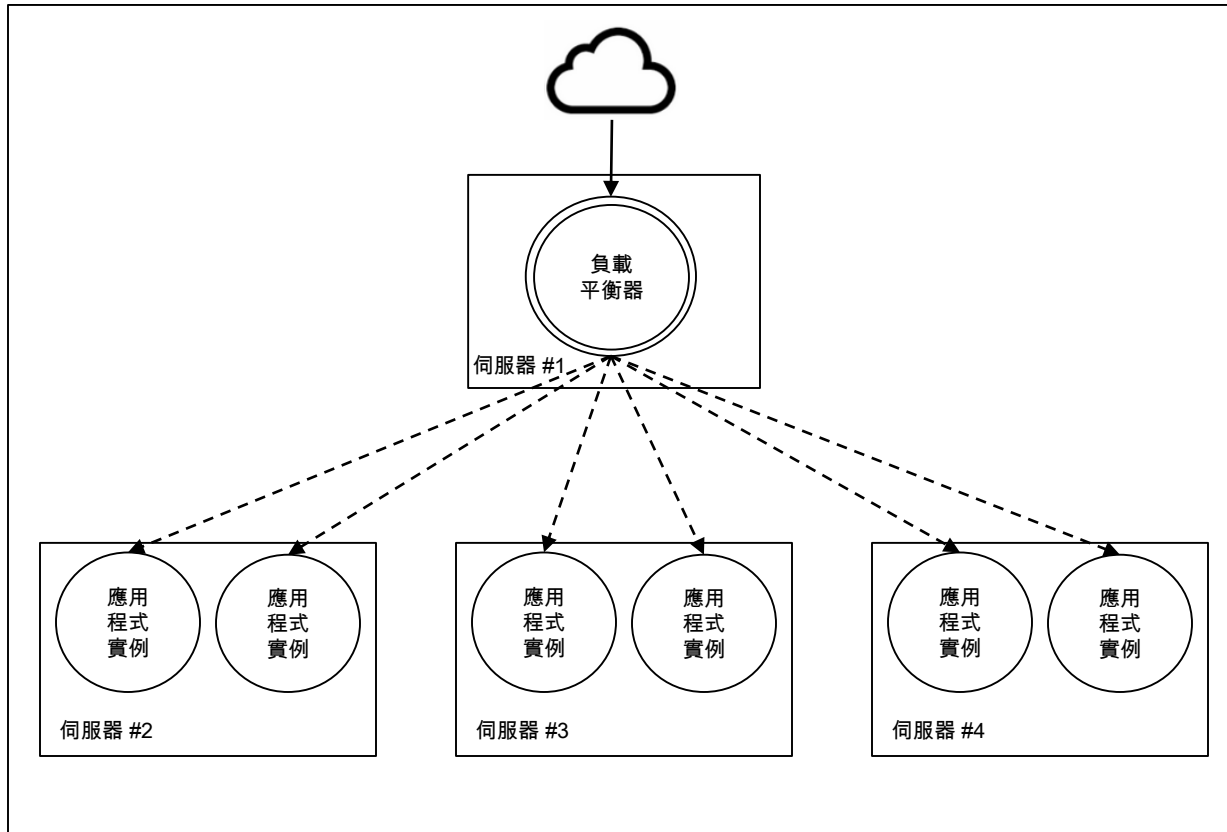 負載
平衡器
伺服器 #1
應用
程式
實例
應用
程式
實例
伺服器 #2
應用
程式
實例
應用
程式
實例
伺服器 #3
應用
程式
實例
應用
程式
實例
伺服器 #4